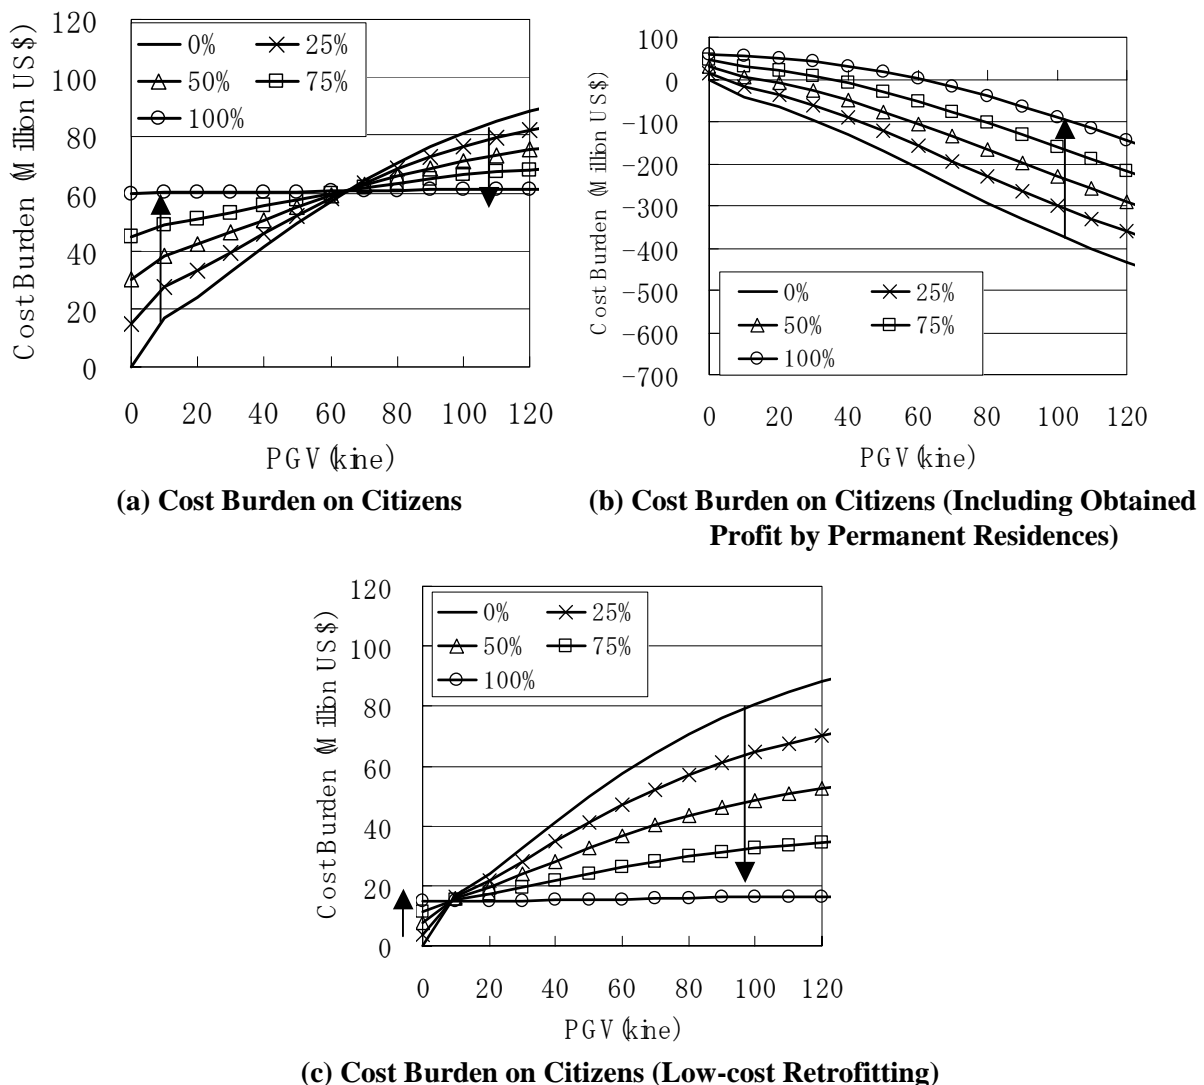 120
100
80
60
40
20
0
Cost Burden (Million US$)
0% 25%
50% 75%
100%
0 20 40 60 80 100 120
PGV (kine)
(a) Cost Burden on Citizens
100
0
-100
-200
-300
-400
-500
-600
-700
Cost Burden (Million US$)
0% 25%
50% 75%
100%
0 20 40 60 80 100 120
PGV (kine)
(b) Cost Burden on Citizens (Including Obtained
Profit by Permanent Residences)
120
100
80
60
40
20
0
Cost Burden (Million US$)
0% 25%
50% 75%
100%
0 20 40 60 80 100 120
PGV (kine)
(c) Cost Burden on Citizens (Low-cost Retrofitting)